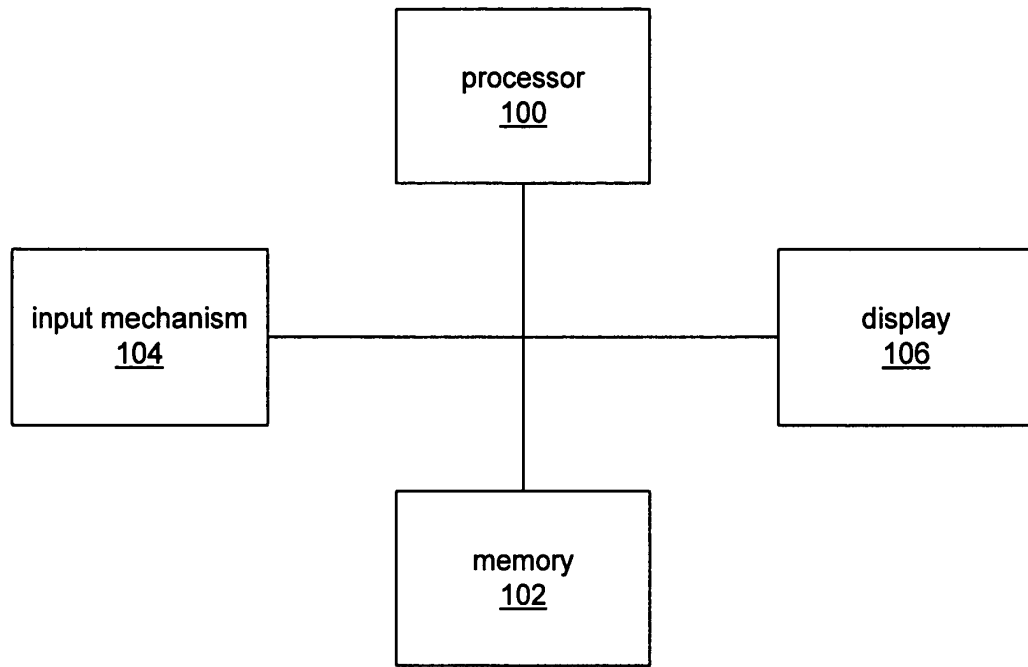 processor
100
input mechanism
104
display
106
memory
102